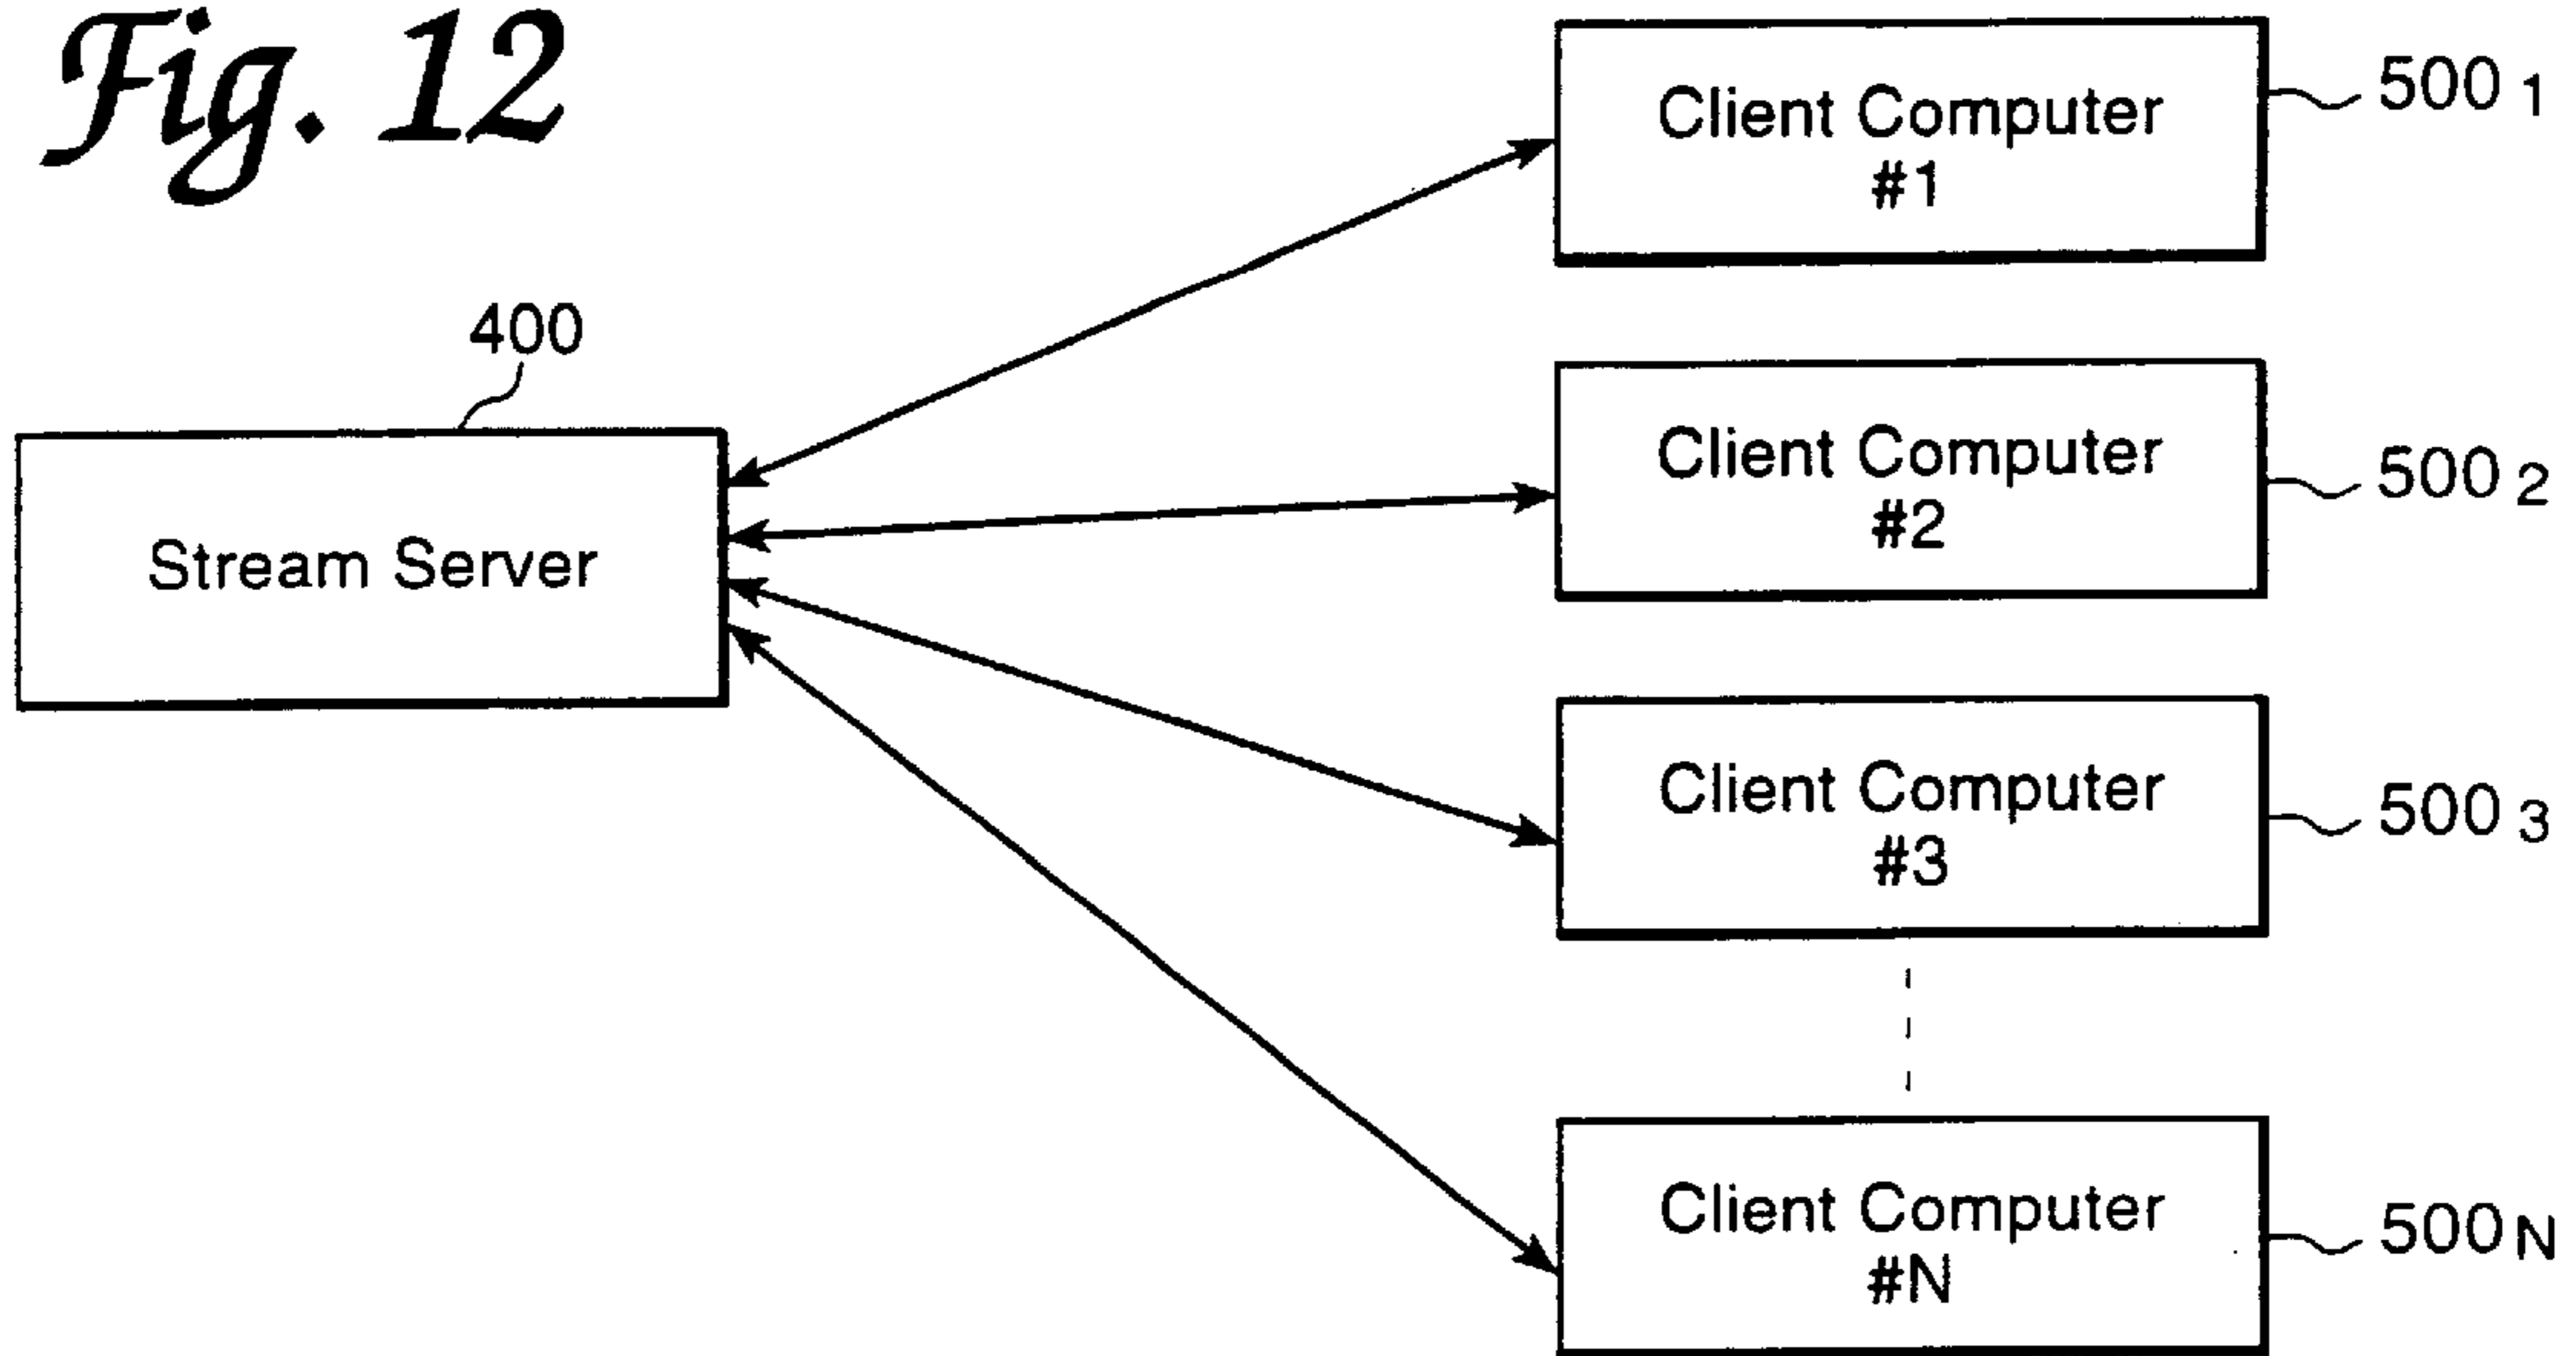 Fig. 12
Client Computer
#1
500 1
400
Stream Server
Client Computer
#2
500 2
Client Computer
#3
500 3
Client Computer
#N
500 N